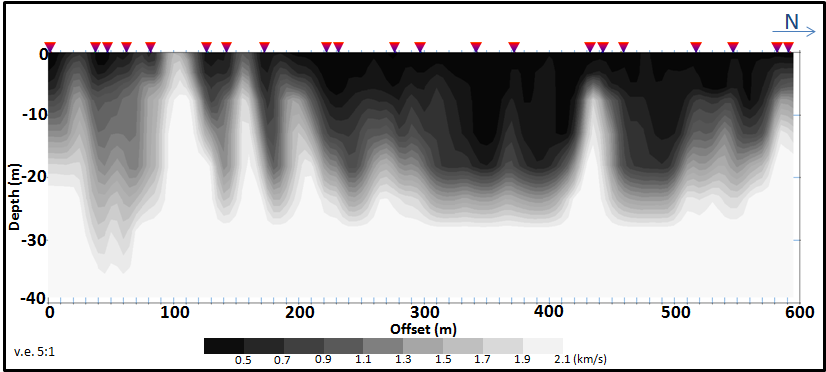 N
0
-10
-20
-30
-40
Depth (m)
0 100 200 300 400 500 600
Offset (m)
v.e. 5:1
0.5 0.7 0.9 1.1 1.3 1.5 1.7 1.9 2.1 (km/s)